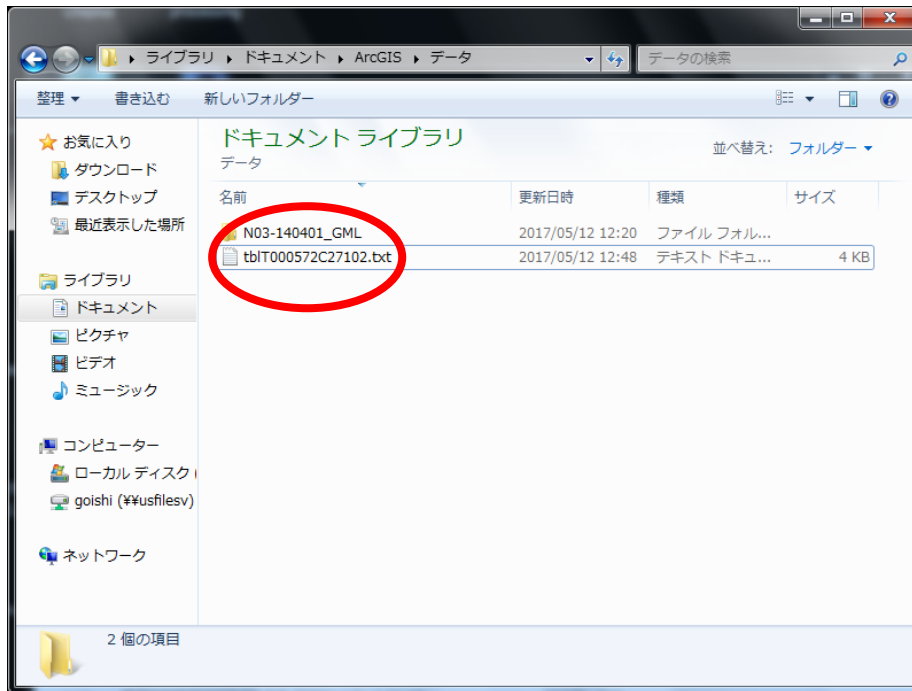 ライブラリ ▸ ドキュメント ▸ ArcGIS ▸ データ
データの検索
整理 書き込む 新しいフォルダー
お気に入り
ダウンロード
デスクトップ
最近表示した場所
ライブラリ
ドキュメント
ピクチャ
ビデオ
ミュージック
コンピューター
ローカル ディスク (
goishi (¥¥usfilesv)
ネットワーク
ドキュメント ライブラリ
データ
並べ替え: フォルダー
名前 更新日時 種類 サイズ
N03-140401_GML 2017/05/12 12:20 ファイル フォル...
tblT000572C27102.txt 2017/05/12 12:48 テキスト ドキュ... 4 KB
2 個の項目